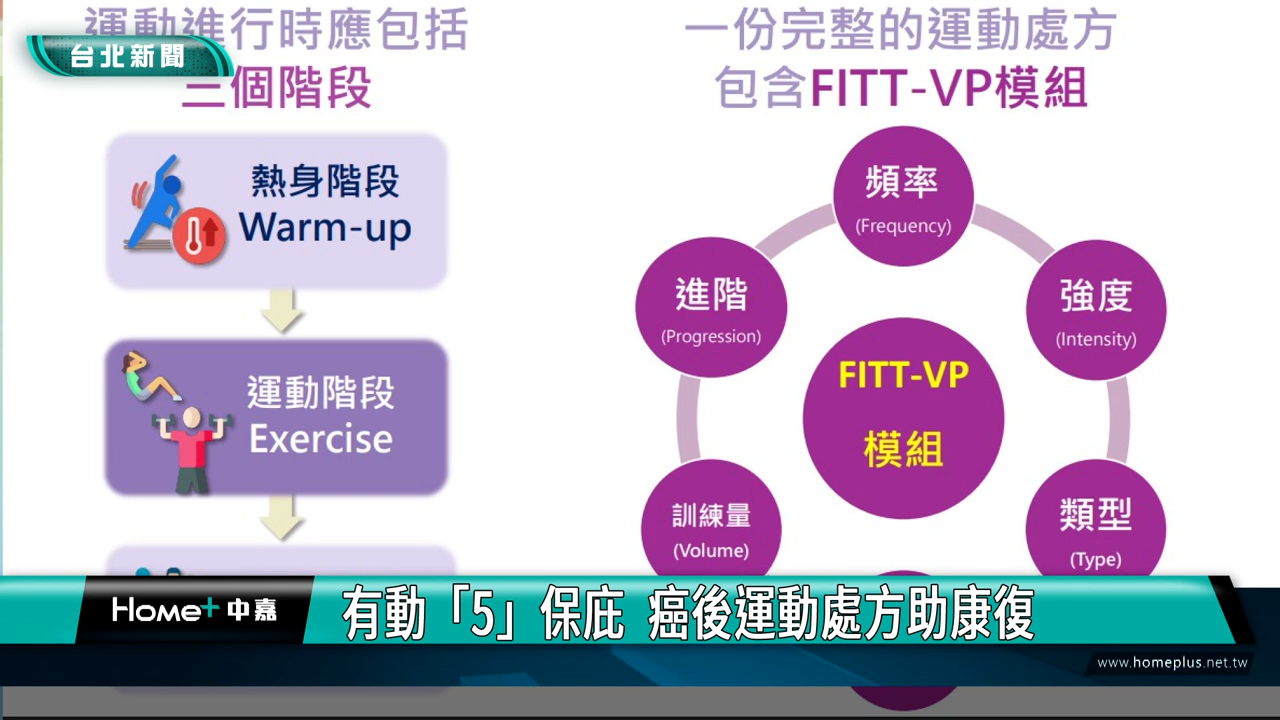 台北新聞
運動進行時應包括
三個階段
熱身階段
Warm-up
運動階段
Exercise
一份完整的運動處方
包含FITT-VP模組
頻率
(Frequency)
強度
(Intensity)
類型
(Type)
訓練量
(Volume)
進階
(Progression)
FITT-VP
模組
Home+中嘉
有動「5」保庇 癌後運動處方助康復
www.homeplus.net.tw